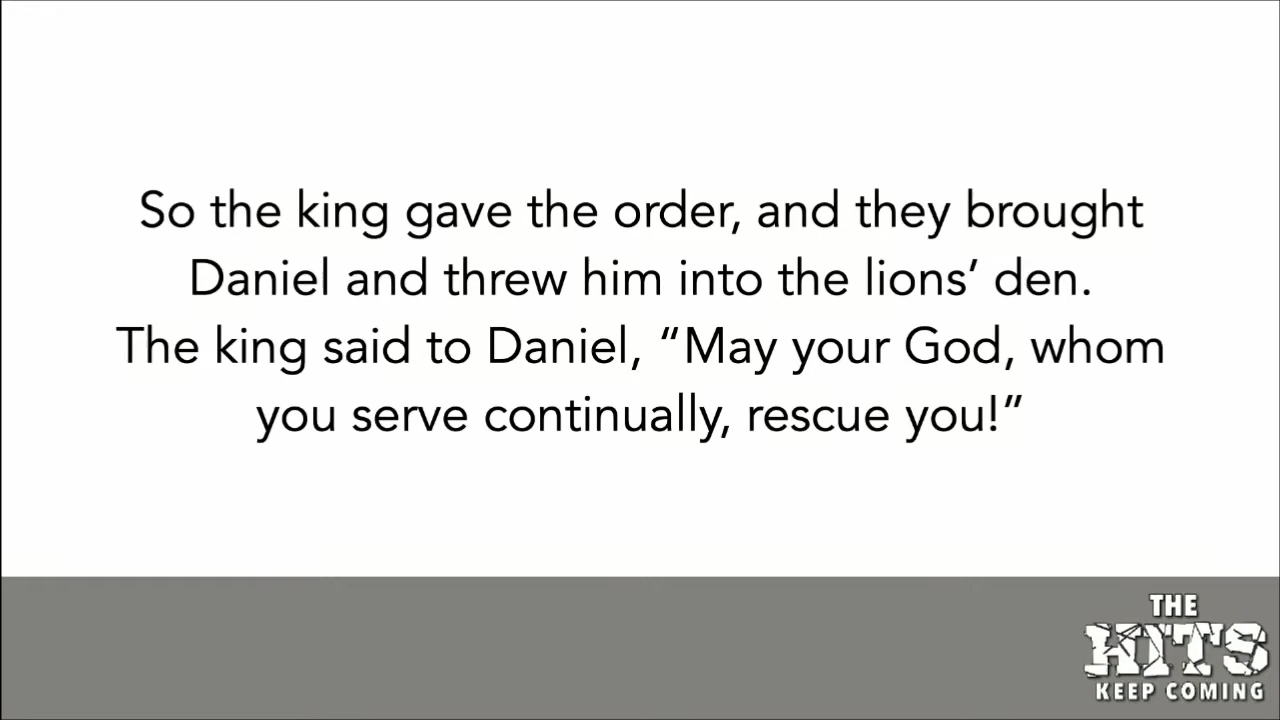 So the king gave the order, and they brought
Daniel and threw him into the lions’ den.
The king said to Daniel, “May your God, whom
you serve continually, rescue you!”
THE
HITS
KEEP COMING